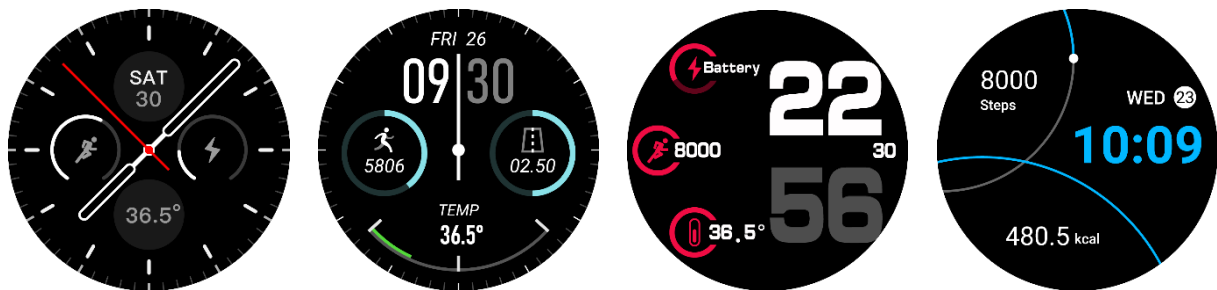 SAT
30
36.5°
FRI 26
09 30
5806
02.50
TEMP
36.5°
Battery
22
8000
30
56
36.5°
8000
Steps
WED 23
10:09
480.5 kcal